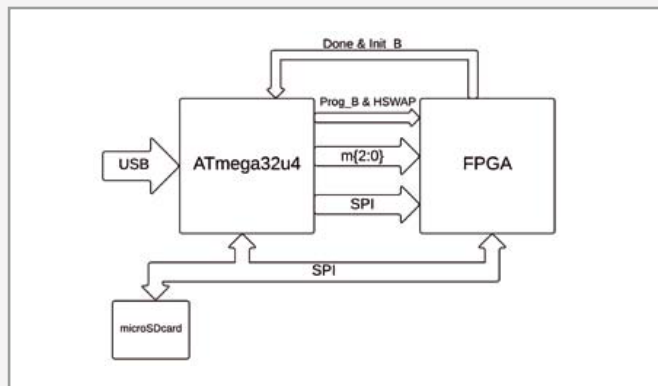 Done & Init_B
Prog_B & HSWAP
USB
ATmega32u4
m{2:0}
FPGA
SPI
SPI
microSDcard